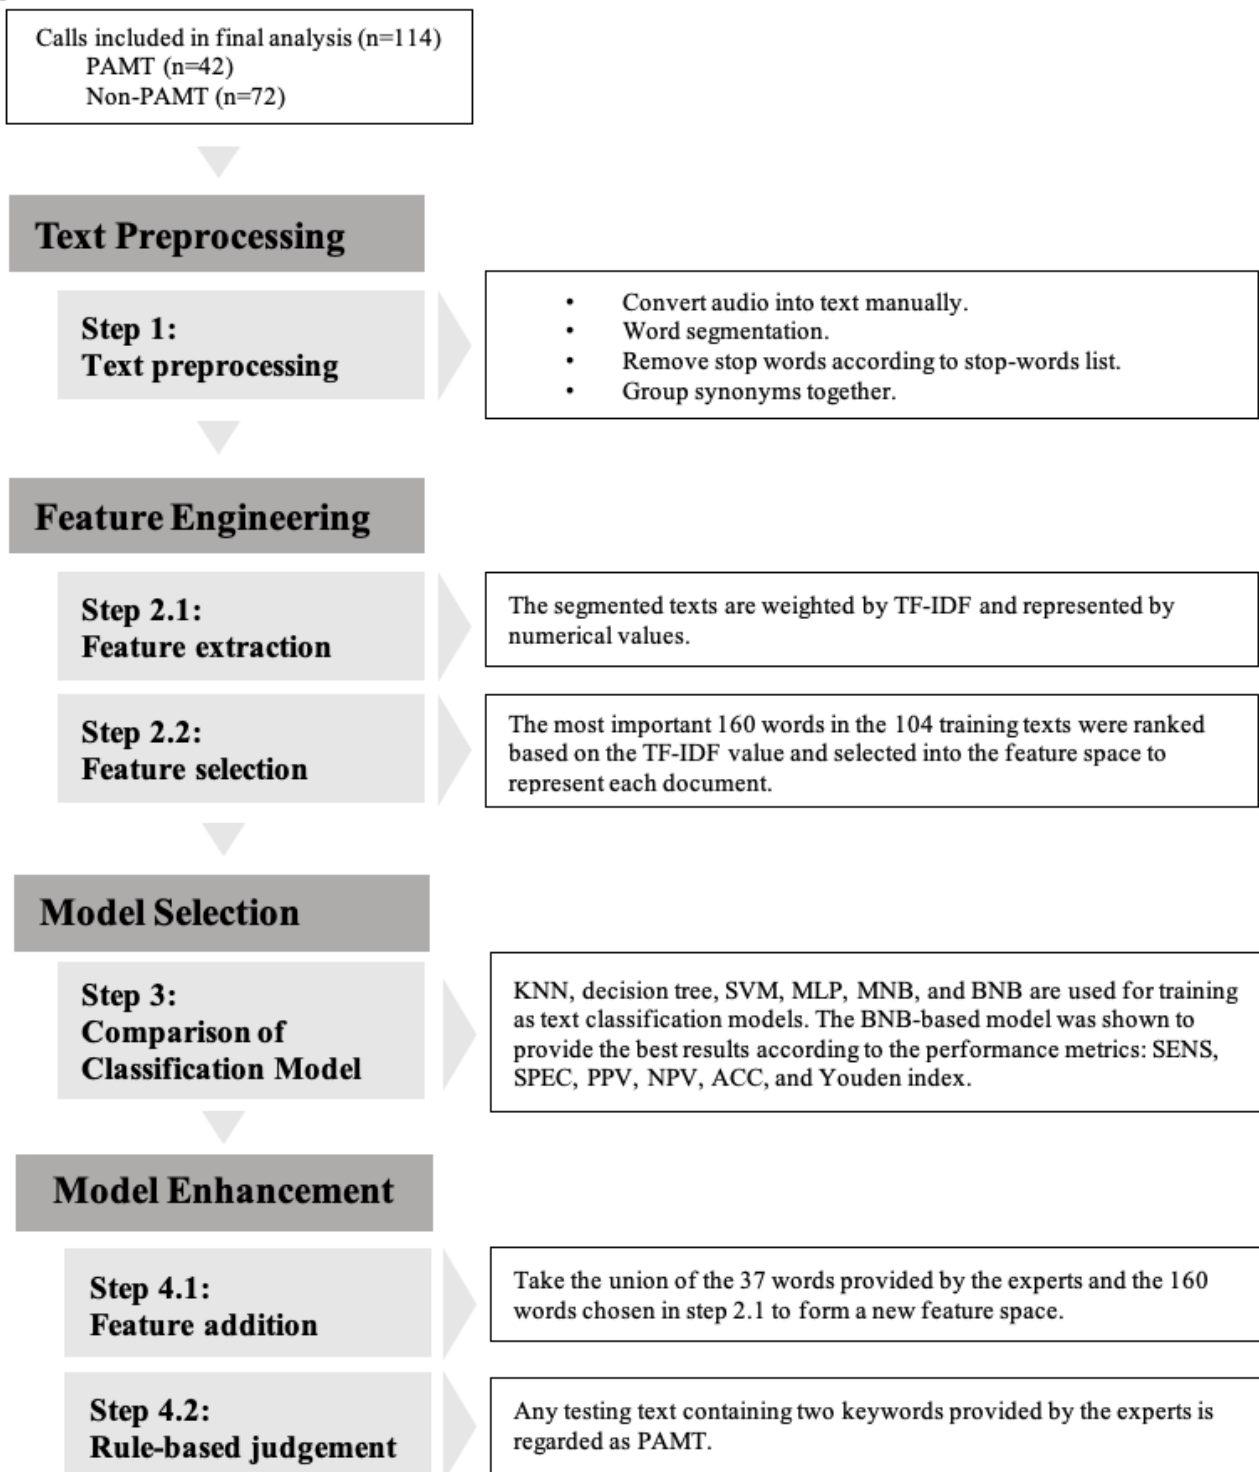 Calls included in final analysis (n=114)
PAMT (n=42)
Non-PAMT (n=72)
Text Preprocessing
Step 1:
Text preprocessing
• Convert audio into text manually.
• Word segmentation.
• Remove stop words according to stop-words list.
• Group synonyms together.
Feature Engineering
Step 2.1:
Feature extraction
The segmented texts are weighted by TF-IDF and represented by
numerical values.
Step 2.2:
Feature selection
The most important 160 words in the 104 training texts were ranked
based on the TF-IDF value and selected into the feature space to
represent each document.
Model Selection
Step 3:
Comparison of
Classification Model
KNN, decision tree, SVM, MLP, MNB, and BNB are used for training
as text classification models. The BNB-based model was shown to
provide the best results according to the performance metrics: SENS,
SPEC, PPV, NPV, ACC, and Youden index.
Model Enhancement
Step 4.1:
Feature addition
Take the union of the 37 words provided by the experts and the 160
words chosen in step 2.1 to form a new feature space.
Step 4.2:
Rule-based judgement
Any testing text containing two keywords provided by the experts is
regarded as PAMT.